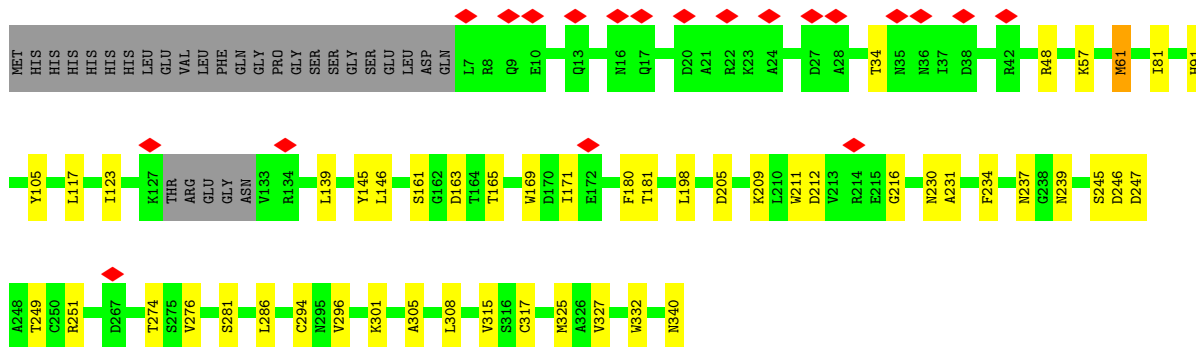 MET HIS HIS HIS HIS HIS HIS LEU GLU VAL LEU PHE GLN GLY PRO GLY SER SER GLY SER GLU LEU ASP GLN L7 R8 Q9 E10 Q13 N16 Q17 D20 A21 R22 K23 A24 D27 A28 T34 N35 N36 I37 D38 R42 R48 K57 M61 I81 H91
Y105 L117 I123 K127 THR ARG GLU GLY ASN V133 R134 L139 Y145 L146 S161 G162 D163 T164 T165 W169 D170 I171 E172 F180 T181 L198 D205 K209 L210 W211 D212 V213 R214 E215 G216 N230 A231 F234 N237 G238 N239 S245 D246 D247
A248 T249 C250 R251 D267 T274 S275 V276 S281 L286 C294 N295 V296 K301 A305 L308 V315 S316 C317 M325 A326 V327 W332 N340